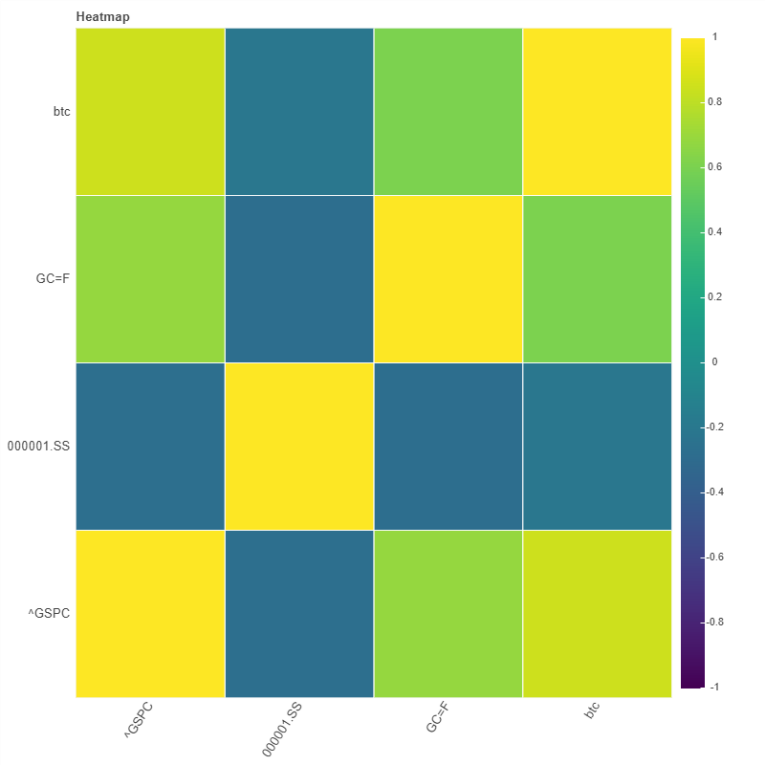 Heatmap
btc
GC=F
000001.SS
^GSPC
^GSPC
000001.SS
GC=F
btc
1
0.8
0.6
0.4
0.2
0
-0.2
-0.4
-0.6
-0.8
-1